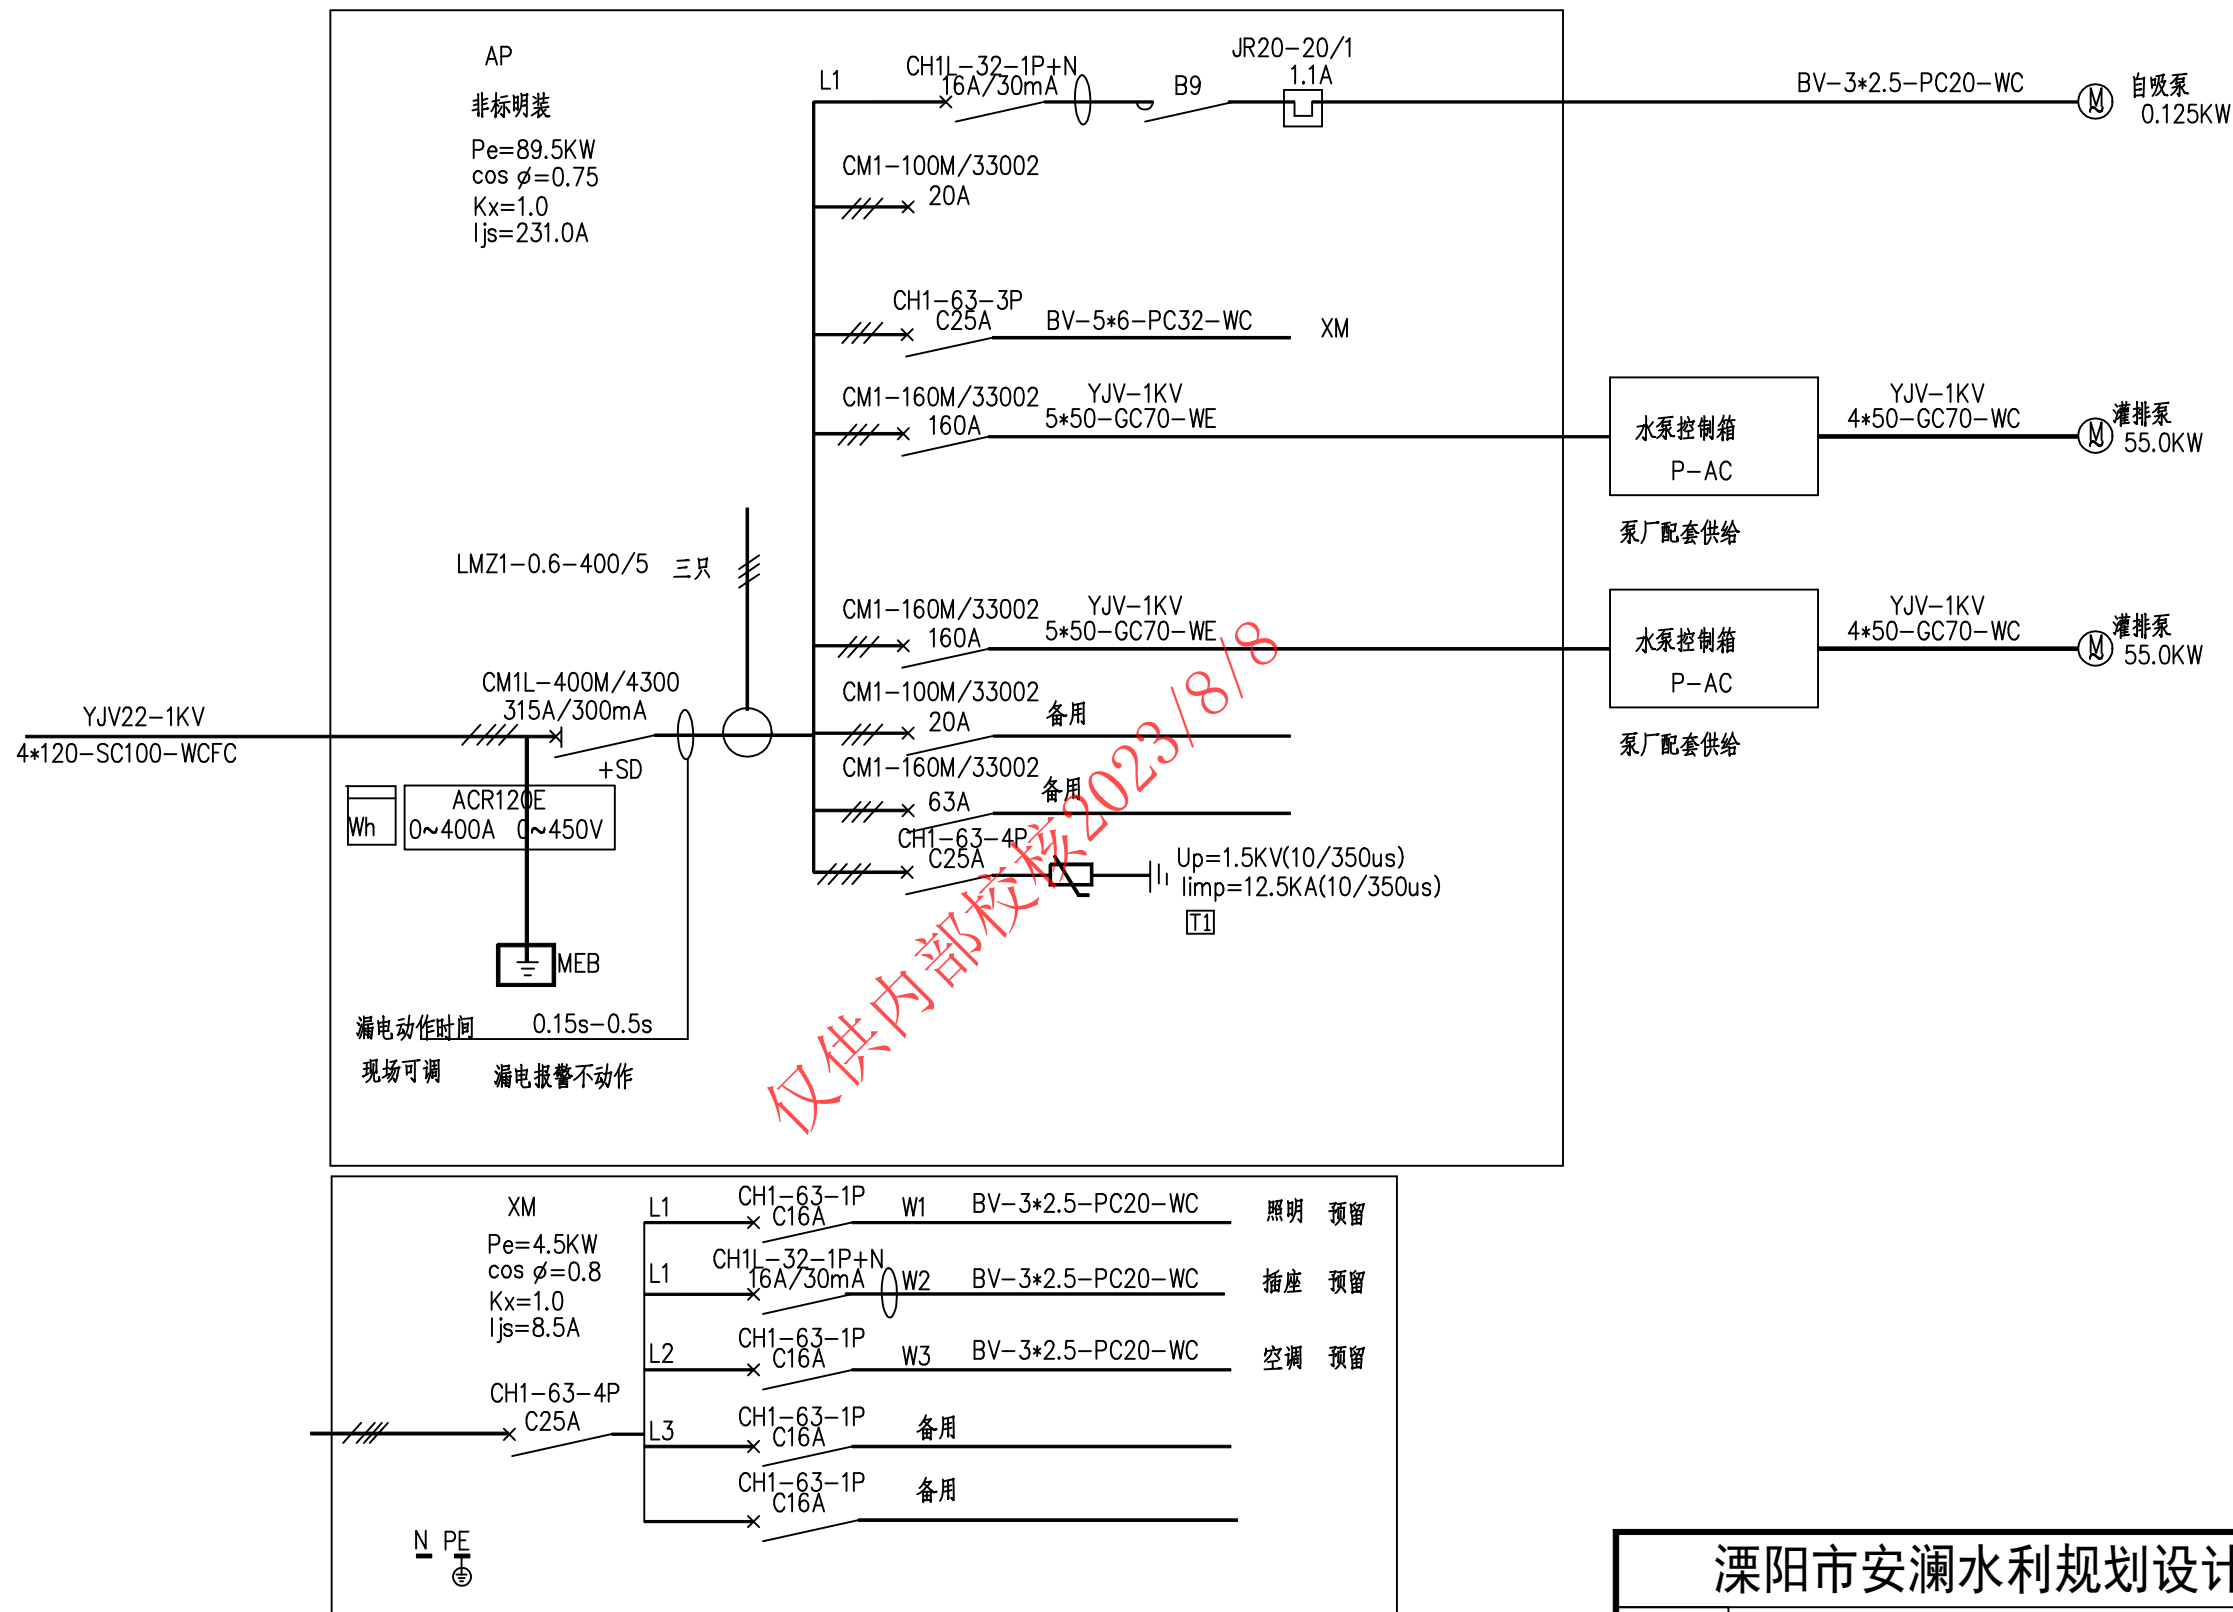 AP
非标明装
Pe=89.5KW
cos ø=0.75
Kx=1.0
Ijs=231.0A
L1
CH1L-32-1P+N
16A/30mA
B9
JR20-20/1
1.1A
BV-3*2.5-PC20-WC
M
自吸泵
0.125KW
CM1-100M/33002
20A
CH1-63-3P
C25A
BV-5*6-PC32-WC
XM
CM1-160M/33002
160A
YJV-1KV
5*50-GC70-WE
水泵控制箱
P-AC
泵厂配套供给
YJV-1KV
4*50-GC70-WC
M
灌排泵
55.0KW
LMZ1-0.6-400/5 三只
CM1-160M/33002
160A
YJV-1KV
5*50-GC70-WE
水泵控制箱
P-AC
泵厂配套供给
YJV-1KV
4*50-GC70-WC
M
灌排泵
55.0KW
YJV22-1KV
4*120-SC100-WCFC
CM1L-400M/4300
315A/300mA
+SD
CM1-100M/33002
20A
备用
CM1-160M/33002
63A
备用
CH1-63-4P
C25A
Up=1.5KV(10/350us)
Iimp=12.5KA(10/350us)
T1
Wh
ACR120E
0~400A 0~450V
MEB
漏电动作时间 0.15s-0.5s
现场可调 漏电报警不动作
仅供内部校核2023/8/8
XM
Pe=4.5KW
cos ø=0.8
Kx=1.0
Ijs=8.5A
CH1-63-4P
C25A
L1
CH1-63-1P
C16A
W1
BV-3*2.5-PC20-WC
照明 预留
L1
CH1L-32-1P+N
16A/30mA
W2
BV-3*2.5-PC20-WC
插座 预留
L2
CH1-63-1P
C16A
W3
BV-3*2.5-PC20-WC
空调 预留
L3
CH1-63-1P
C16A
备用
CH1-63-1P
C16A
备用
N PE
溧阳市安澜水利规划设计